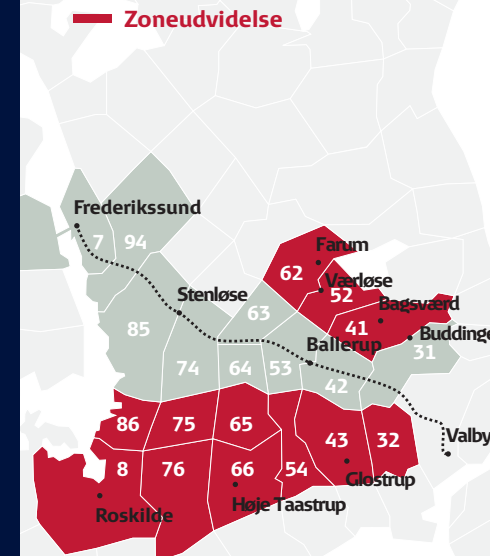 Zoneudvidelse
Frederikssund
7
94
Farum
62
Værløse
52
Stenløse
63
Bagsværd
85
41
Buddinge
Ballerup
31
74
64
53
42
86
75
65
43
32
Valby
8
76
66
54
Glostrup
Høje Taastrup
Roskilde